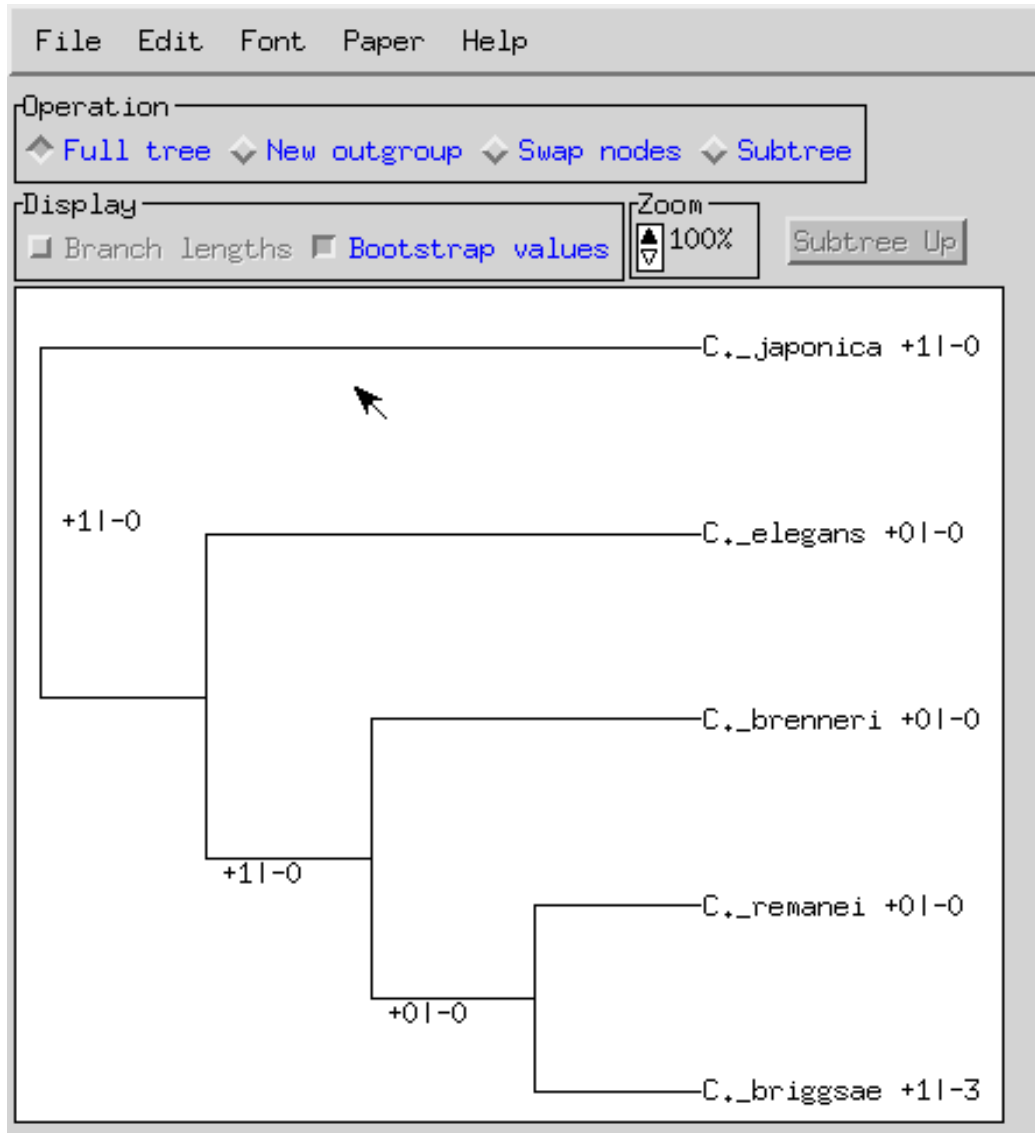 File Edit Font Paper Help
Operation
Full tree New outgroup Swap nodes Subtree
Display Zoom
Branch lengths Bootstrap values 100% Subtree Up
C._japonica +1|-0
+1|-0
C._elegans +0|-0
C._brenneri +0|-0
+1|-0
C._remanei +0|-0
+0|-0
C._briggsae +1|-3